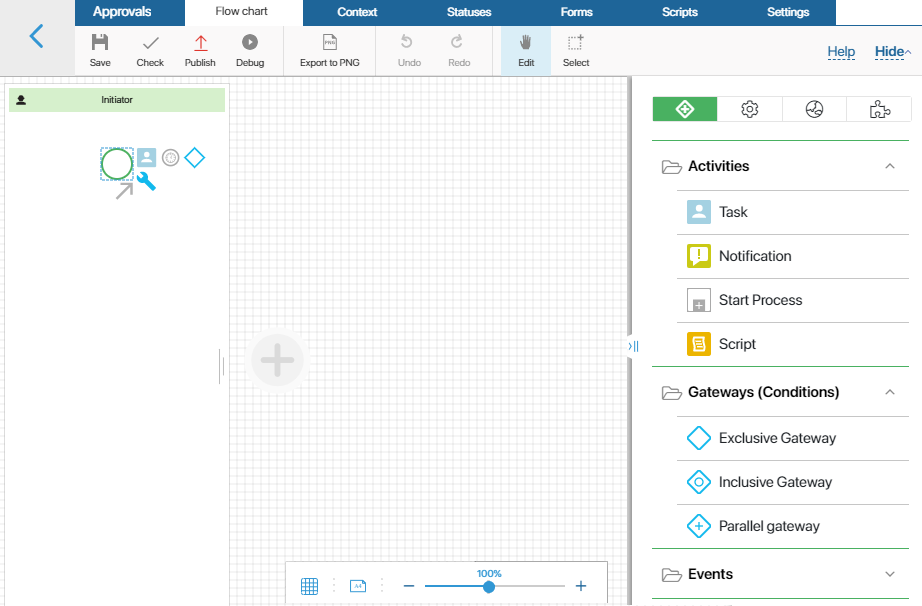 Approvals
Flow chart
Context
Statuses
Forms
Scripts
Settings
Save
Check
Publish
Debug
PNG
Export to PNG
Undo
Redo
Edit
Select
Help
Hide
Initiator
Activities
Task
Notification
Start Process
Script
Gateways (Conditions)
Exclusive Gateway
Inclusive Gateway
Parallel gateway
Events
A4
100%